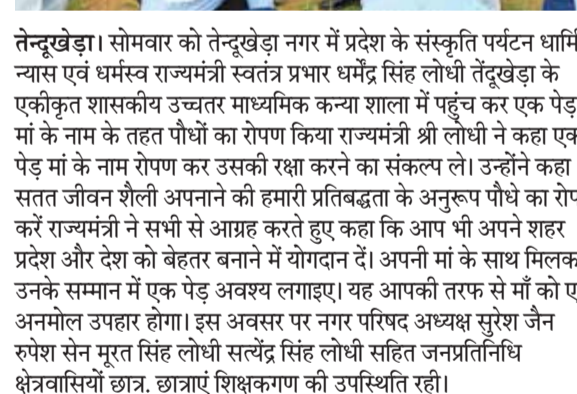 तेन्दूखेड़ा। सोमवार को तेन्दूखेड़ा नगर में प्रदेश के संस्कृति पर्यटन धार्मि
न्यास एवं धर्मस्व राज्यमंत्री स्वतंत्र प्रभार धर्मेंद्र सिंह लोधी तेंदूखेड़ा के
एकीकृत शासकीय उच्चतर माध्यमिक कन्या शाला में पहुंच कर एक पेड़
मां के नाम के तहत पौधों का रोपण किया राज्यमंत्री श्री लोधी ने कहा एक
पेड़ मां के नाम रोपण कर उसकी रक्षा करने का संकल्प ले। उन्होंने कहा
सतत जीवन शैली अपनाने की हमारी प्रतिबद्धता के अनुरूप पौधे का रोप
करें राज्यमंत्री ने सभी से आग्रह करते हुए कहा कि आप भी अपने शहर
प्रदेश और देश को बेहतर बनाने में योगदान दें। अपनी मां के साथ मिलक
उनके सम्मान में एक पेड़ अवश्य लगाइए। यह आपकी तरफ से माँ को ए
अनमोल उपहार होगा। इस अवसर पर नगर परिषद अध्यक्ष सुरेश जैन
रुपेश सेन मूरत सिंह लोधी सत्येंद्र सिंह लोधी सहित जनप्रतिनिधि
क्षेत्रवासियों छात्र. छात्राएं शिक्षकगण की उपस्थिति रही।